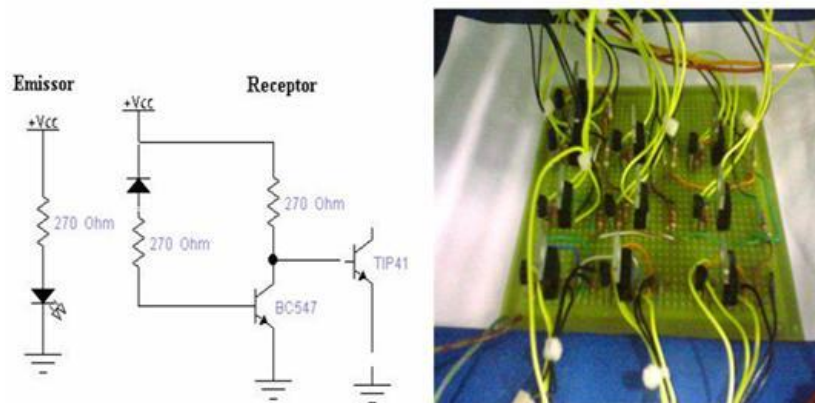 Emissor
Receptor
+Vcc
+Vcc
270 Ohm
270 Ohm
270 Ohm
TIP41
BC547